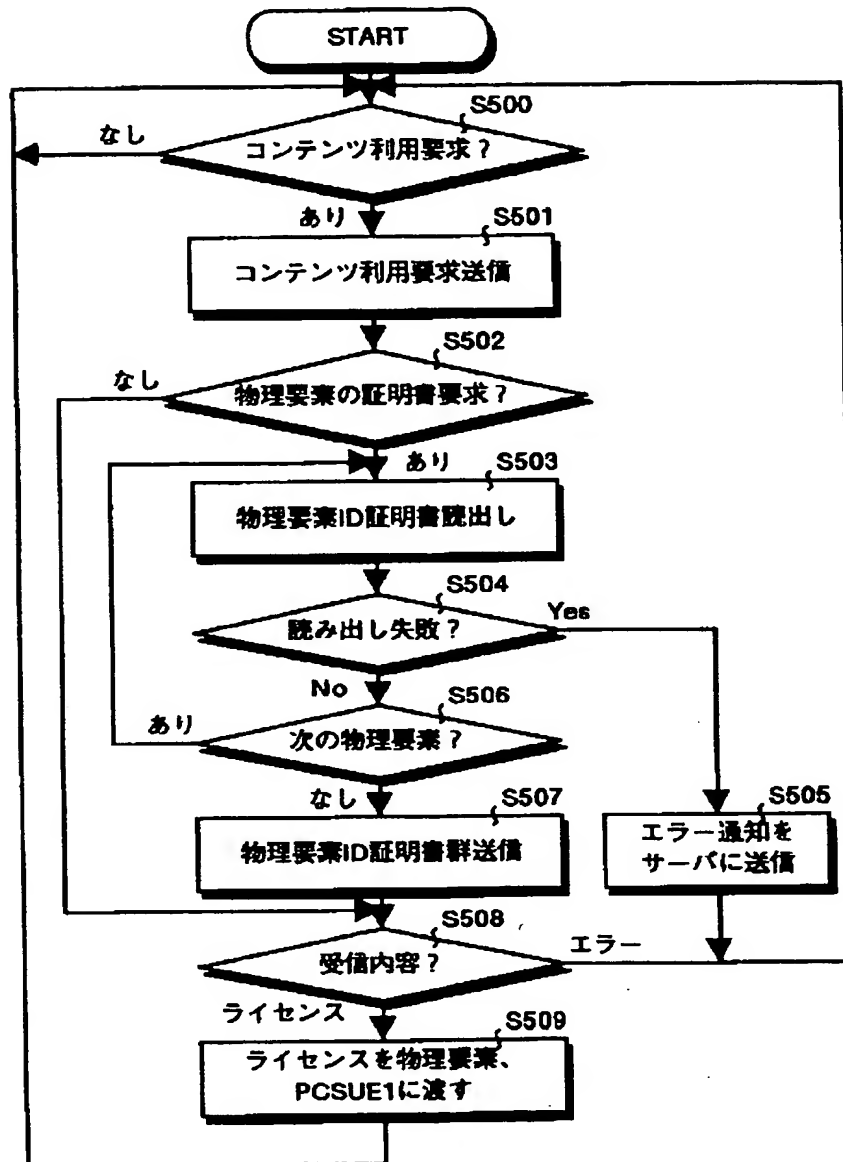 START
S500
なし
コンテンツ利用要求?
あり
S501
コンテンツ利用要求送信
S502
なし
物理要素の証明書要求?
あり
S503
物理要素ID証明書読出し
S504
読み出し失敗?
Yes
No
S506
あり
次の物理要素?
なし
S507
物理要素ID証明書群送信
S505
エラー通知を
サーバに送信
S508
受信内容?
エラー
ライセンス
S509
ライセンスを物理要素、
PCSUE1に渡す